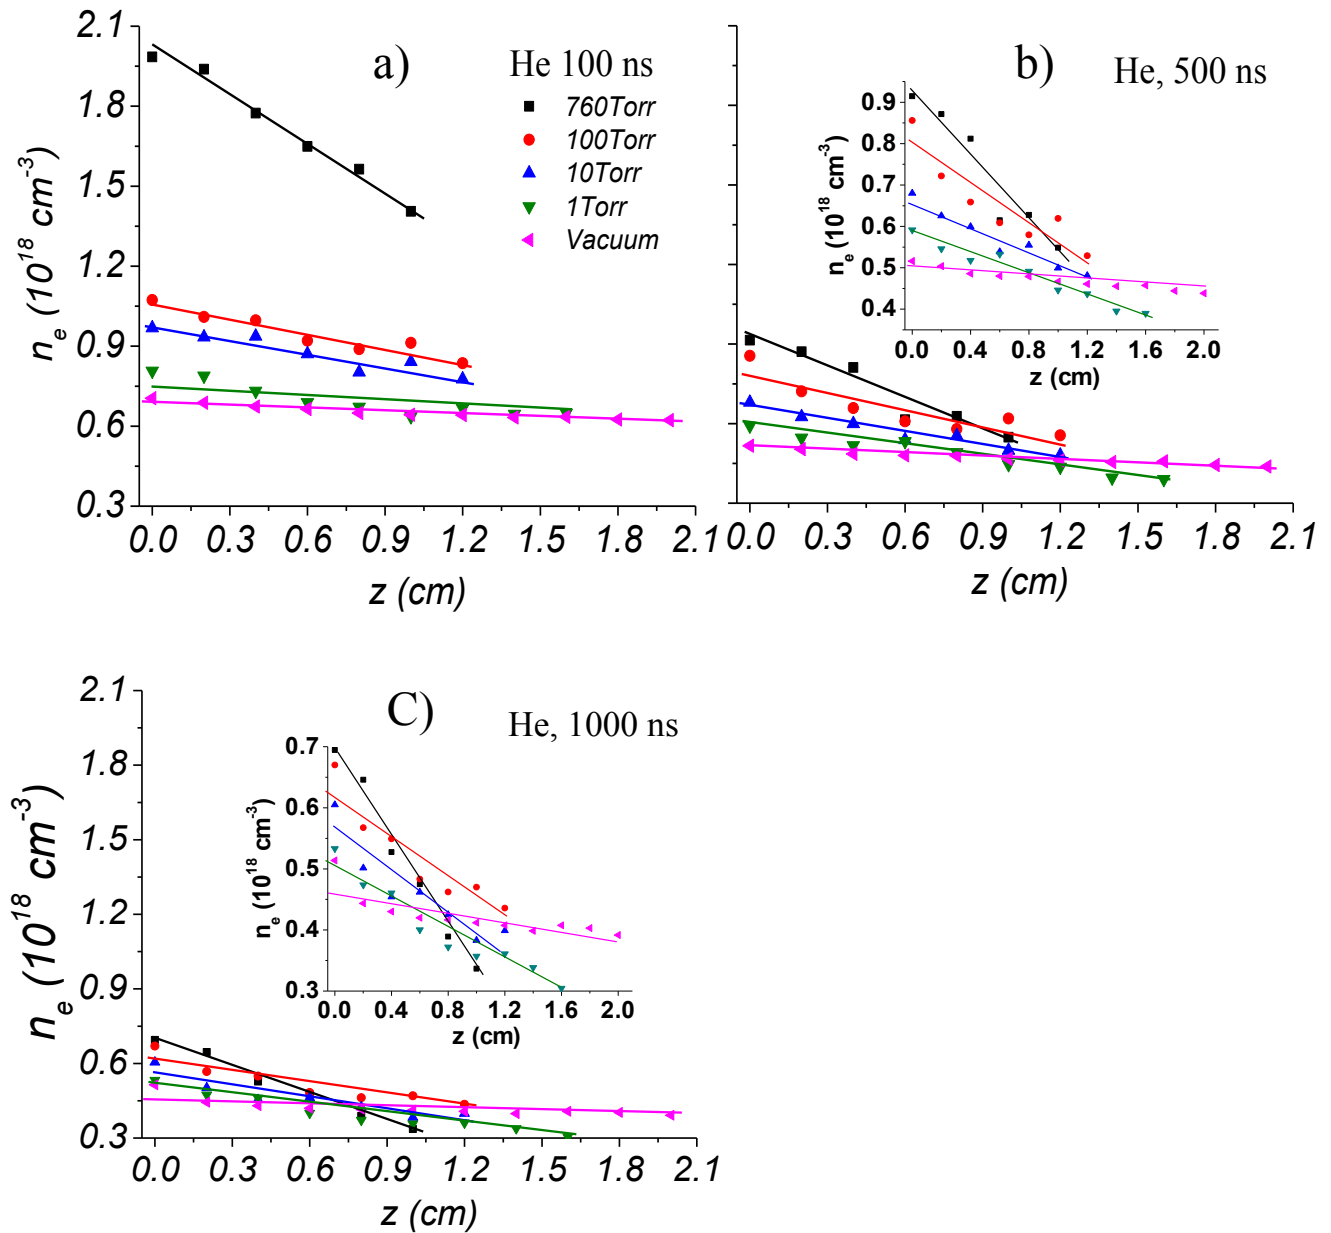 a)
He 100 ns
760Torr
100Torr
10Torr
1Torr
Vacuum
2.1
1.8
1.5
1.2
0.9
0.6
0.3
n_e (10^18 cm^-3)
0.0 0.3 0.6 0.9 1.2 1.5 1.8 2.1
z (cm)
b)
He, 500 ns
0.9
0.8
0.7
0.6
0.5
0.4
n_e (10^18 cm^-3)
0.0 0.4 0.8 1.2 1.6 2.0
z (cm)
0.0 0.3 0.6 0.9 1.2 1.5 1.8 2.1
z (cm)
C)
He, 1000 ns
2.1
1.8
1.5
1.2
0.9
0.6
0.3
n_e (10^18 cm^-3)
0.7
0.6
0.5
0.4
0.3
n_e (10^18 cm^-3)
0.0 0.4 0.8 1.2 1.6 2.0
z (cm)
0.0 0.3 0.6 0.9 1.2 1.5 1.8 2.1
z (cm)